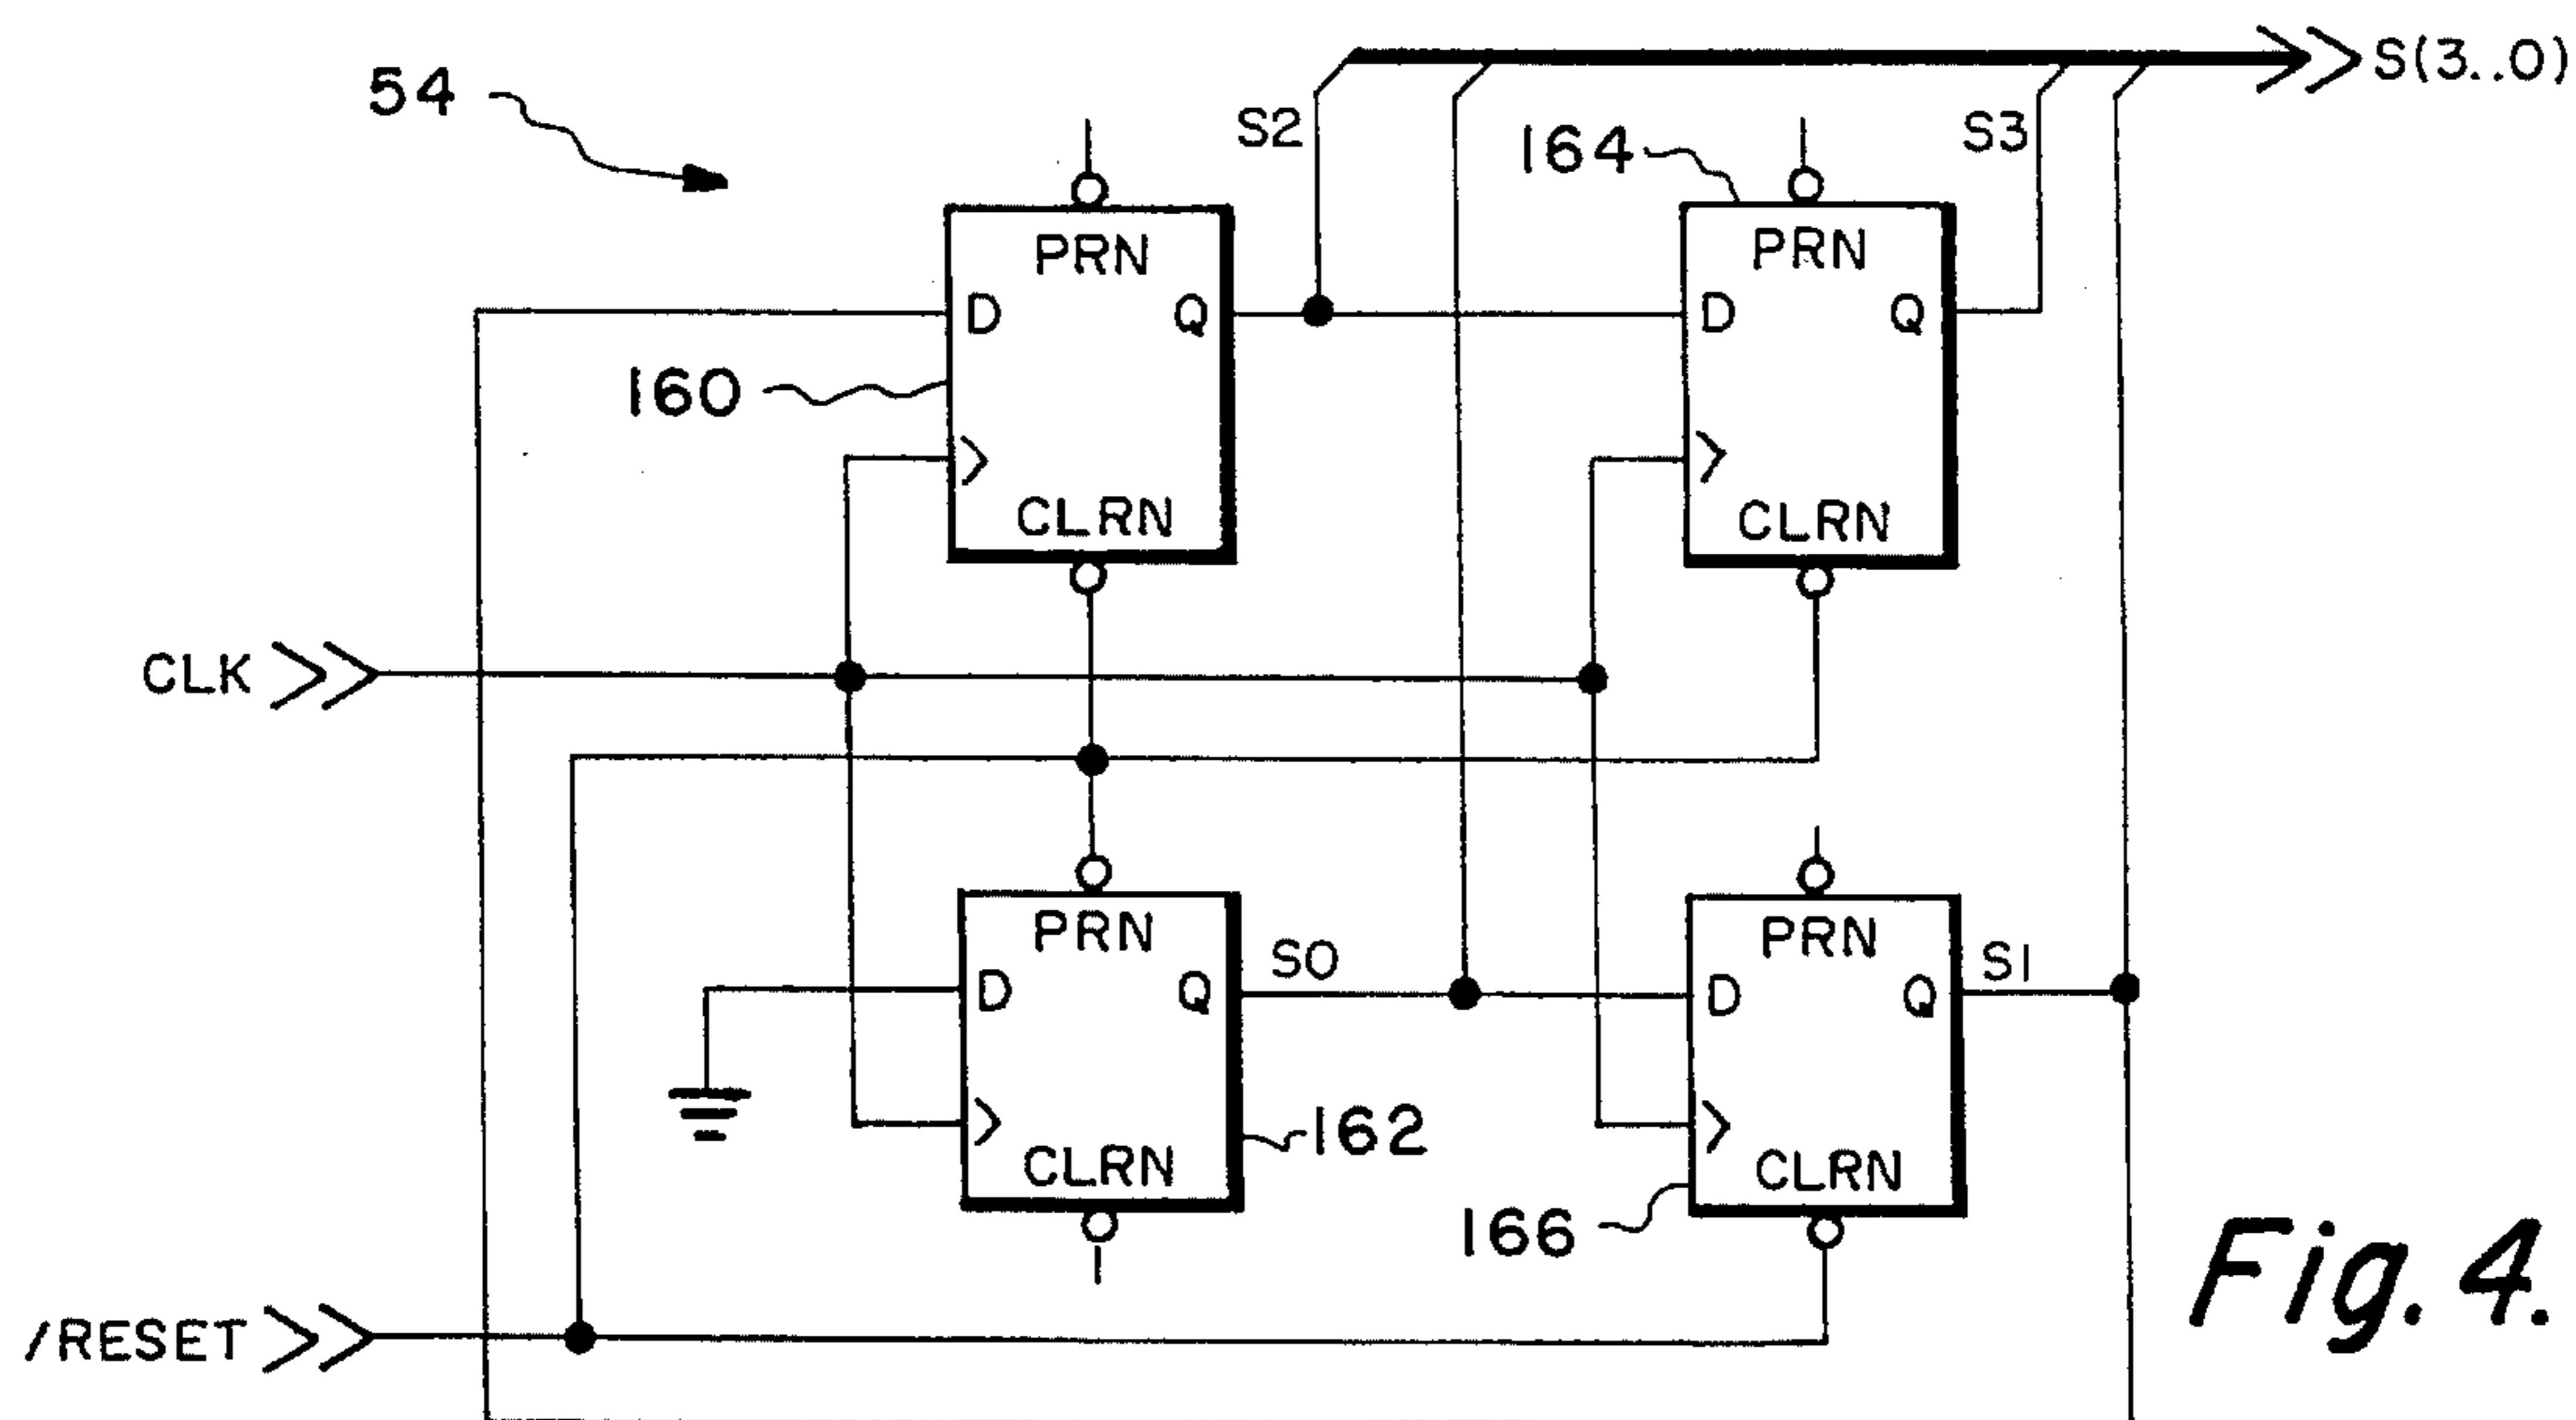 54
S2
S(3..0)
164
S3
PRN
D
Q
160
CLRN
PRN
D
Q
CLRN
CLK
PRN
D
Q
S0
CLRN
162
PRN
D
Q
S1
CLRN
166
/RESET
Fig. 4.